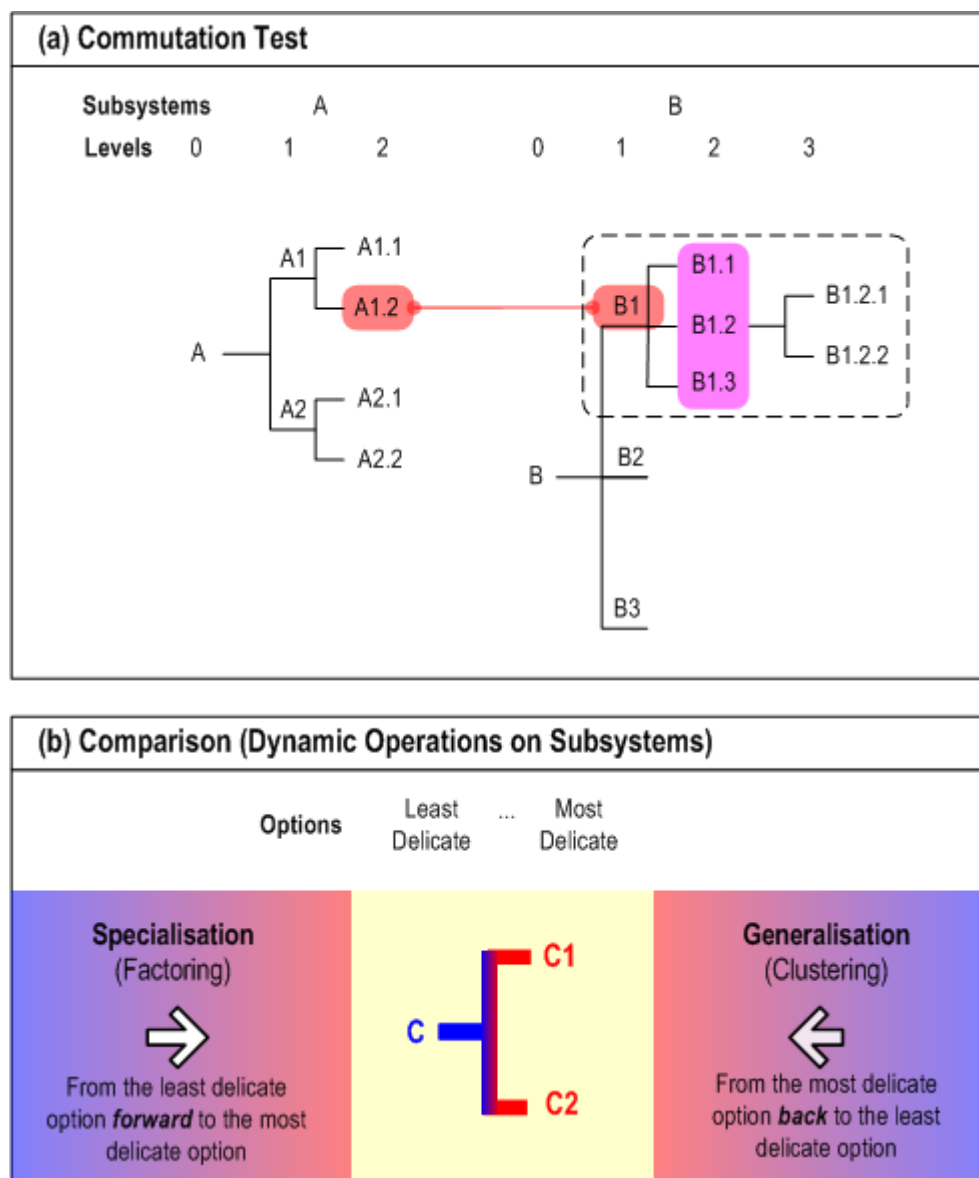 (a) Commutation Test
Subsystems A B
Levels 0 1 2 0 1 2 3
A
A1
A1.1
A1.2
A2
A2.1
A2.2
B
B1
B1.1
B1.2
B1.3
B1.2.1
B1.2.2
B2
B3
(b) Comparison (Dynamic Operations on Subsystems)
Options
Least
Delicate
...
Most
Delicate
Specialisation
(Factoring)
From the least delicate
option forward to the most
delicate option
C
C1
C2
Generalisation
(Clustering)
From the most delicate
option back to the least
delicate option